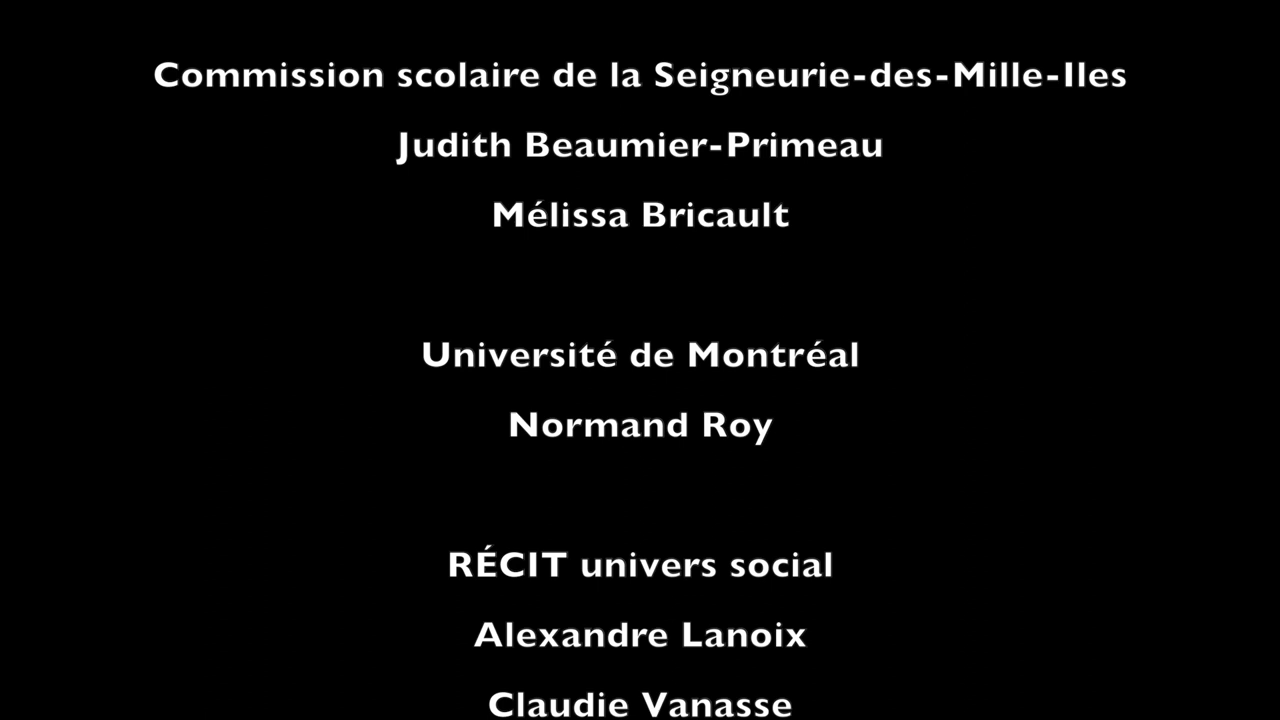 Commission scolaire de la Seigneurie-des-Mille-Iles
Judith Beaumier-Primeau
Mélissa Bricault
Université de Montréal
Normand Roy
RÉCIT univers social
Alexandre Lanoix
Claudie Vanasse